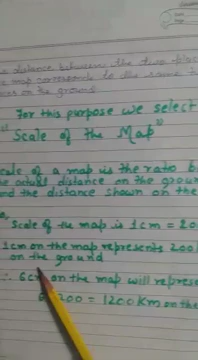 distance between the two plac
map corresponds to the same
on the ground
For this purpose we select
"Scale of the Map"
cale of a map is the ratio b
actual distance on the groun
and the distance shown on the
Scale of the map is 1cm = 20
1cm on the map represents 200
on the ground
∴ 6cm on the map will represe
200 = 1200 Km on the